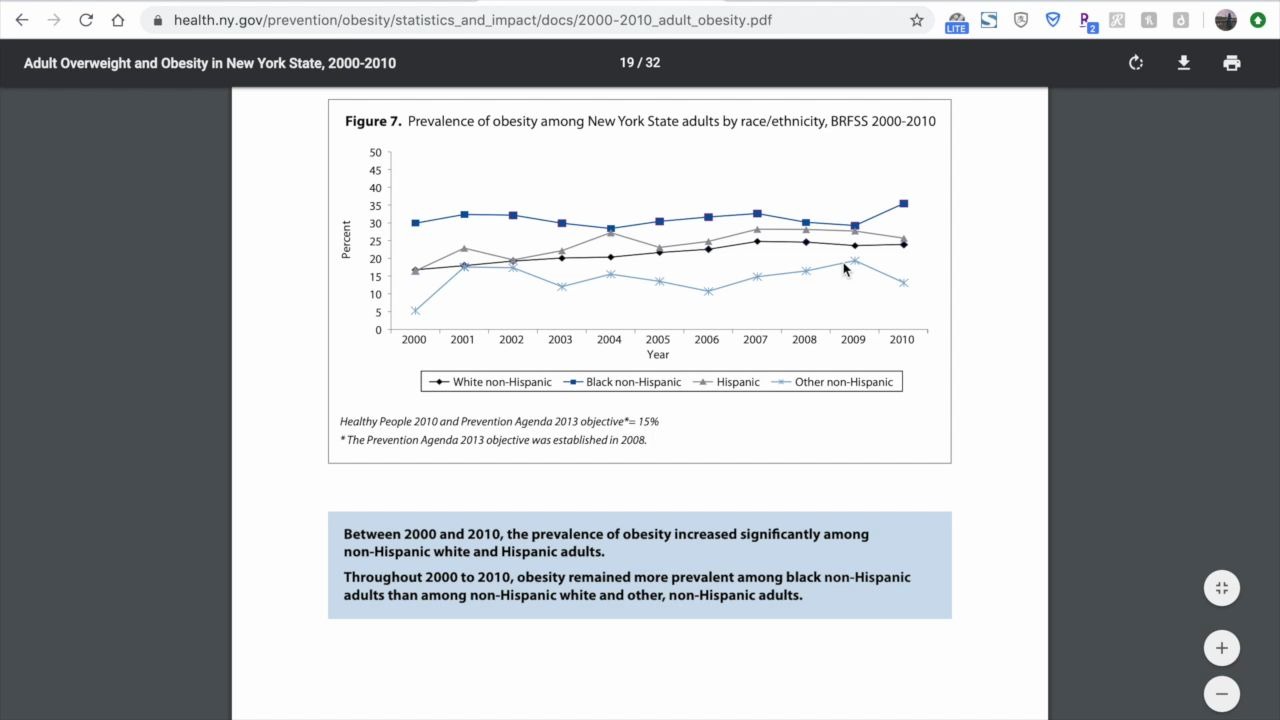 health.ny.gov/prevention/obesity/statistics_and_impact/docs/2000-2010_adult_obesity.pdf
LITE
2
Adult Overweight and Obesity in New York State, 2000-2010
19 / 32
Figure 7. Prevalence of obesity among New York State adults by race/ethnicity, BRFSS 2000-2010
50
45
40
35
30
25
20
15
10
5
0
Percent
2000 2001 2002 2003 2004 2005 2006 2007 2008 2009 2010
Year
White non-Hispanic Black non-Hispanic Hispanic Other non-Hispanic
Healthy People 2010 and Prevention Agenda 2013 objective*= 15%
* The Prevention Agenda 2013 objective was established in 2008.
Between 2000 and 2010, the prevalence of obesity increased significantly among
non-Hispanic white and Hispanic adults.
Throughout 2000 to 2010, obesity remained more prevalent among black non-Hispanic
adults than among non-Hispanic white and other, non-Hispanic adults.